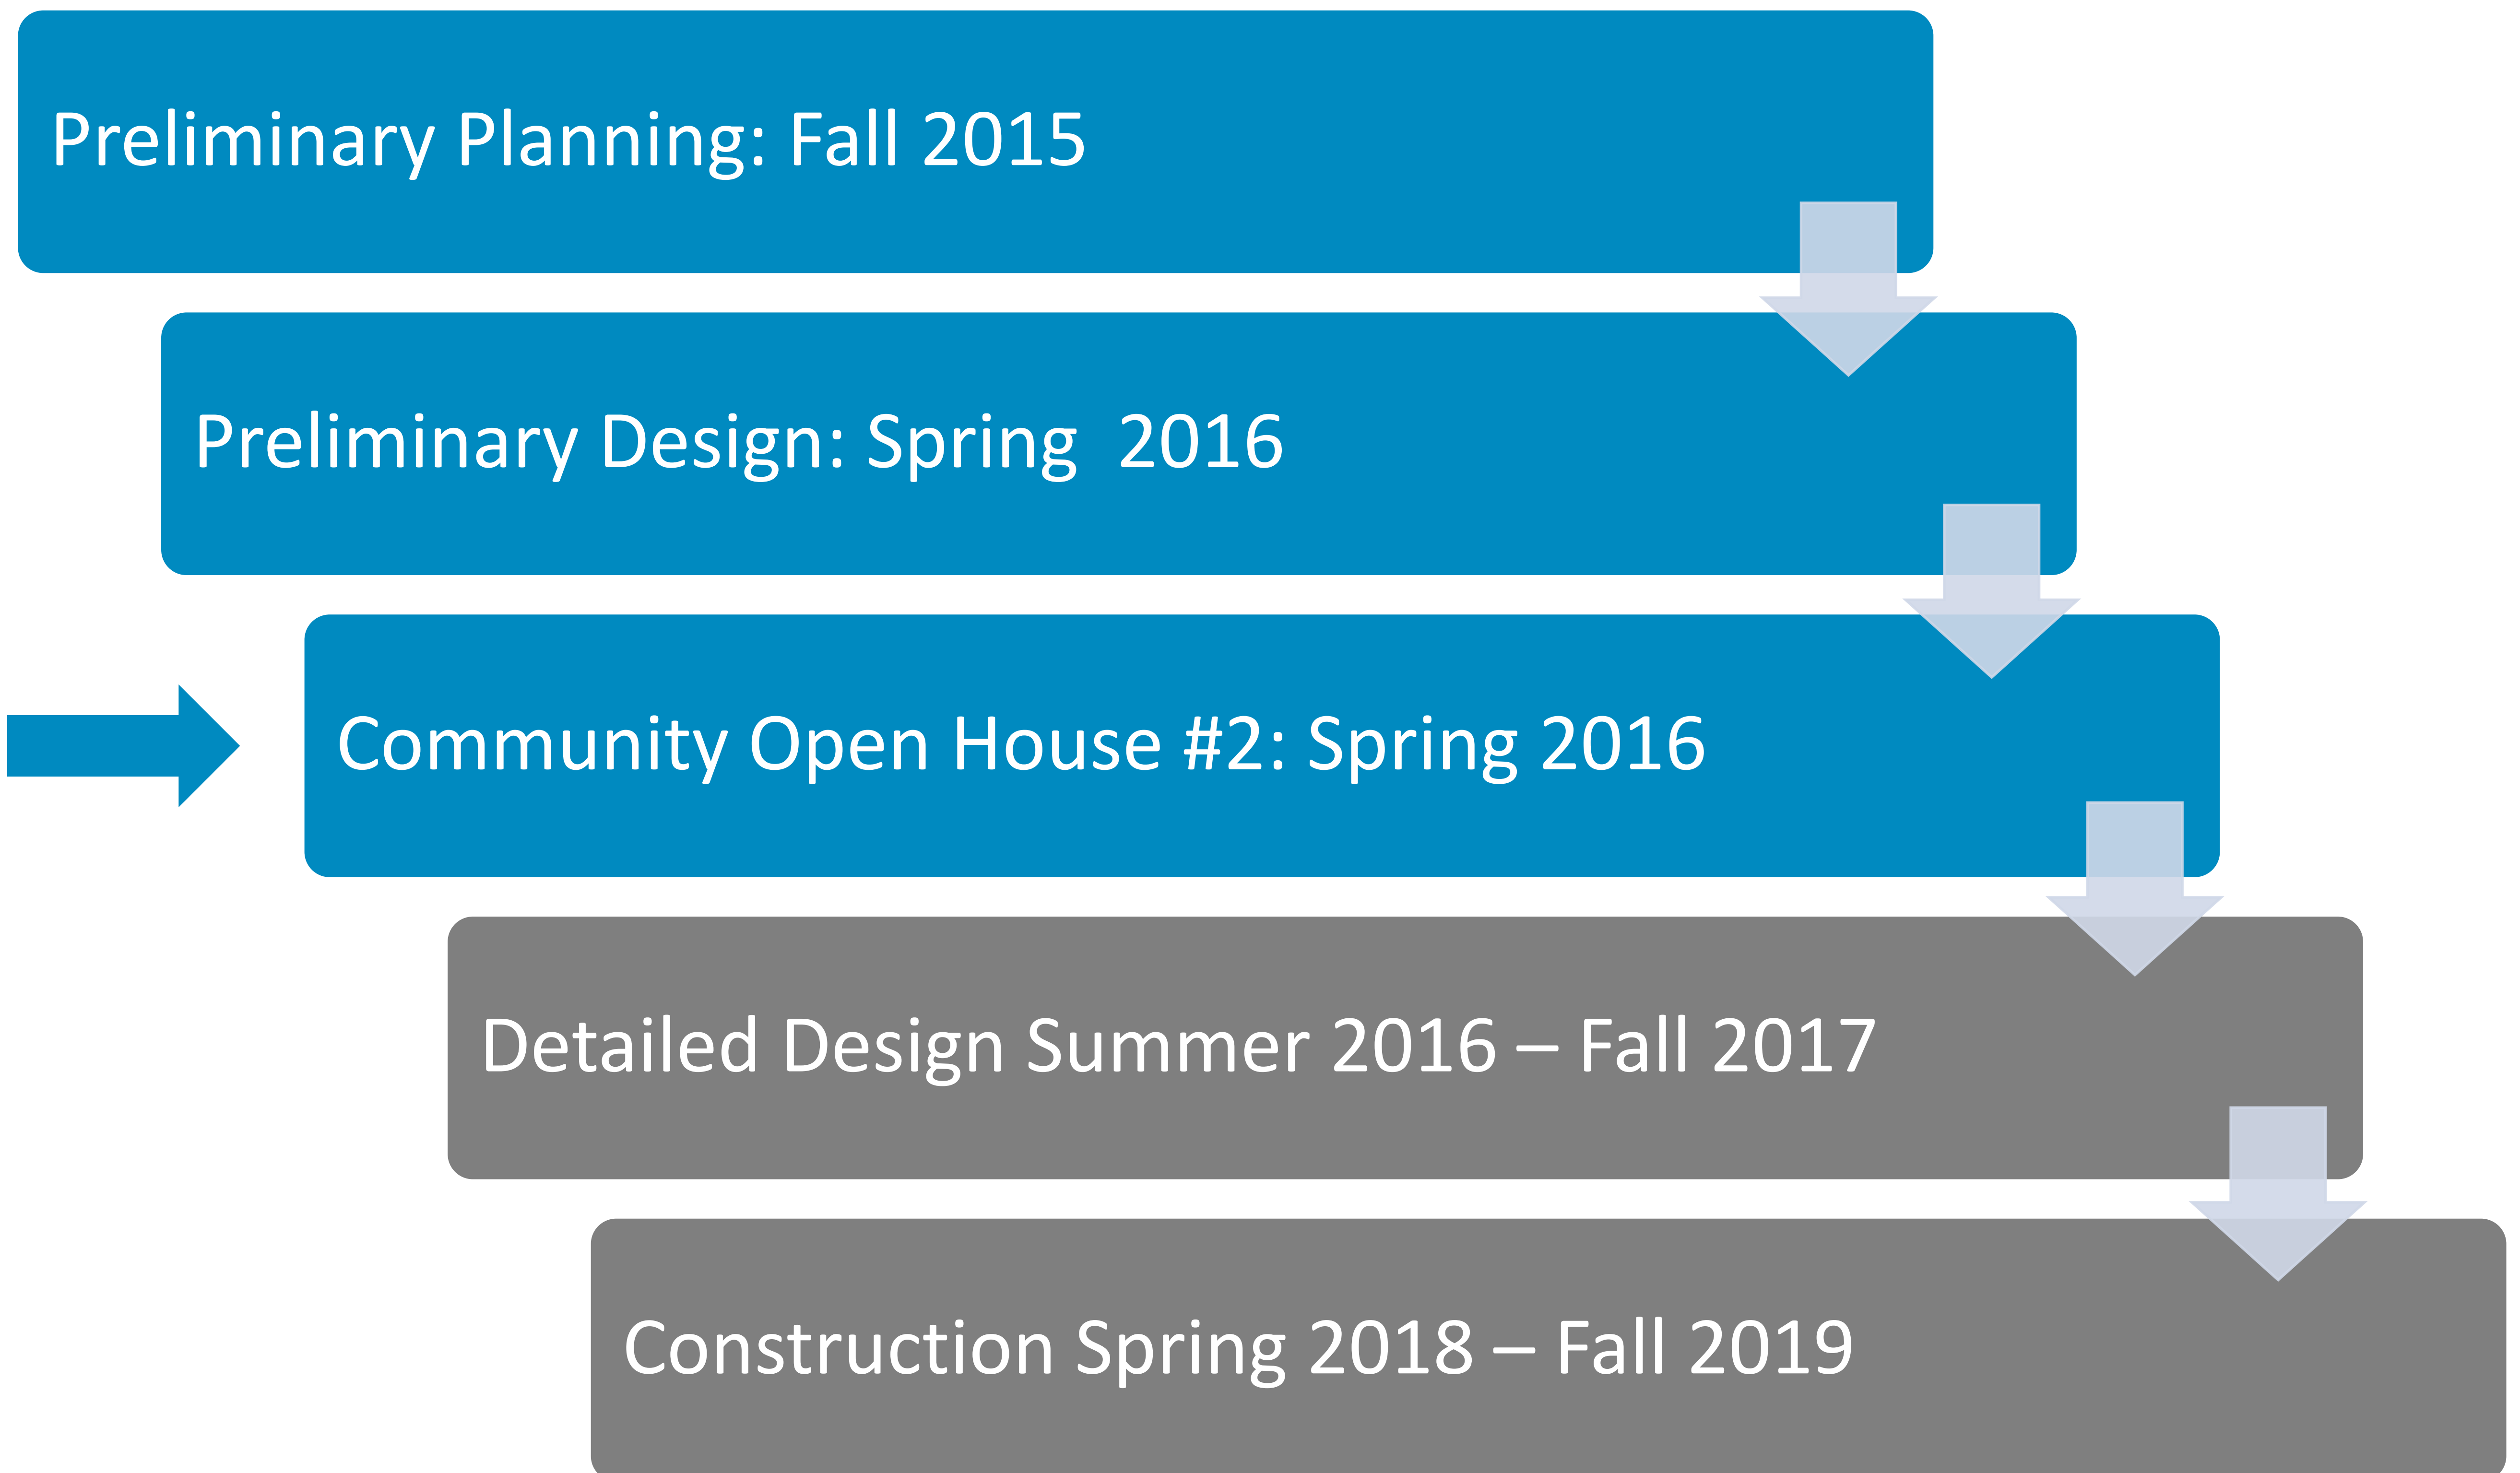 Preliminary Planning: Fall 2015
Preliminary Design: Spring  2016
Community Open House #2: Spring 2016
Detailed Design Summer 2016 – Fall 2017
Construction Spring 2018 – Fall 2019